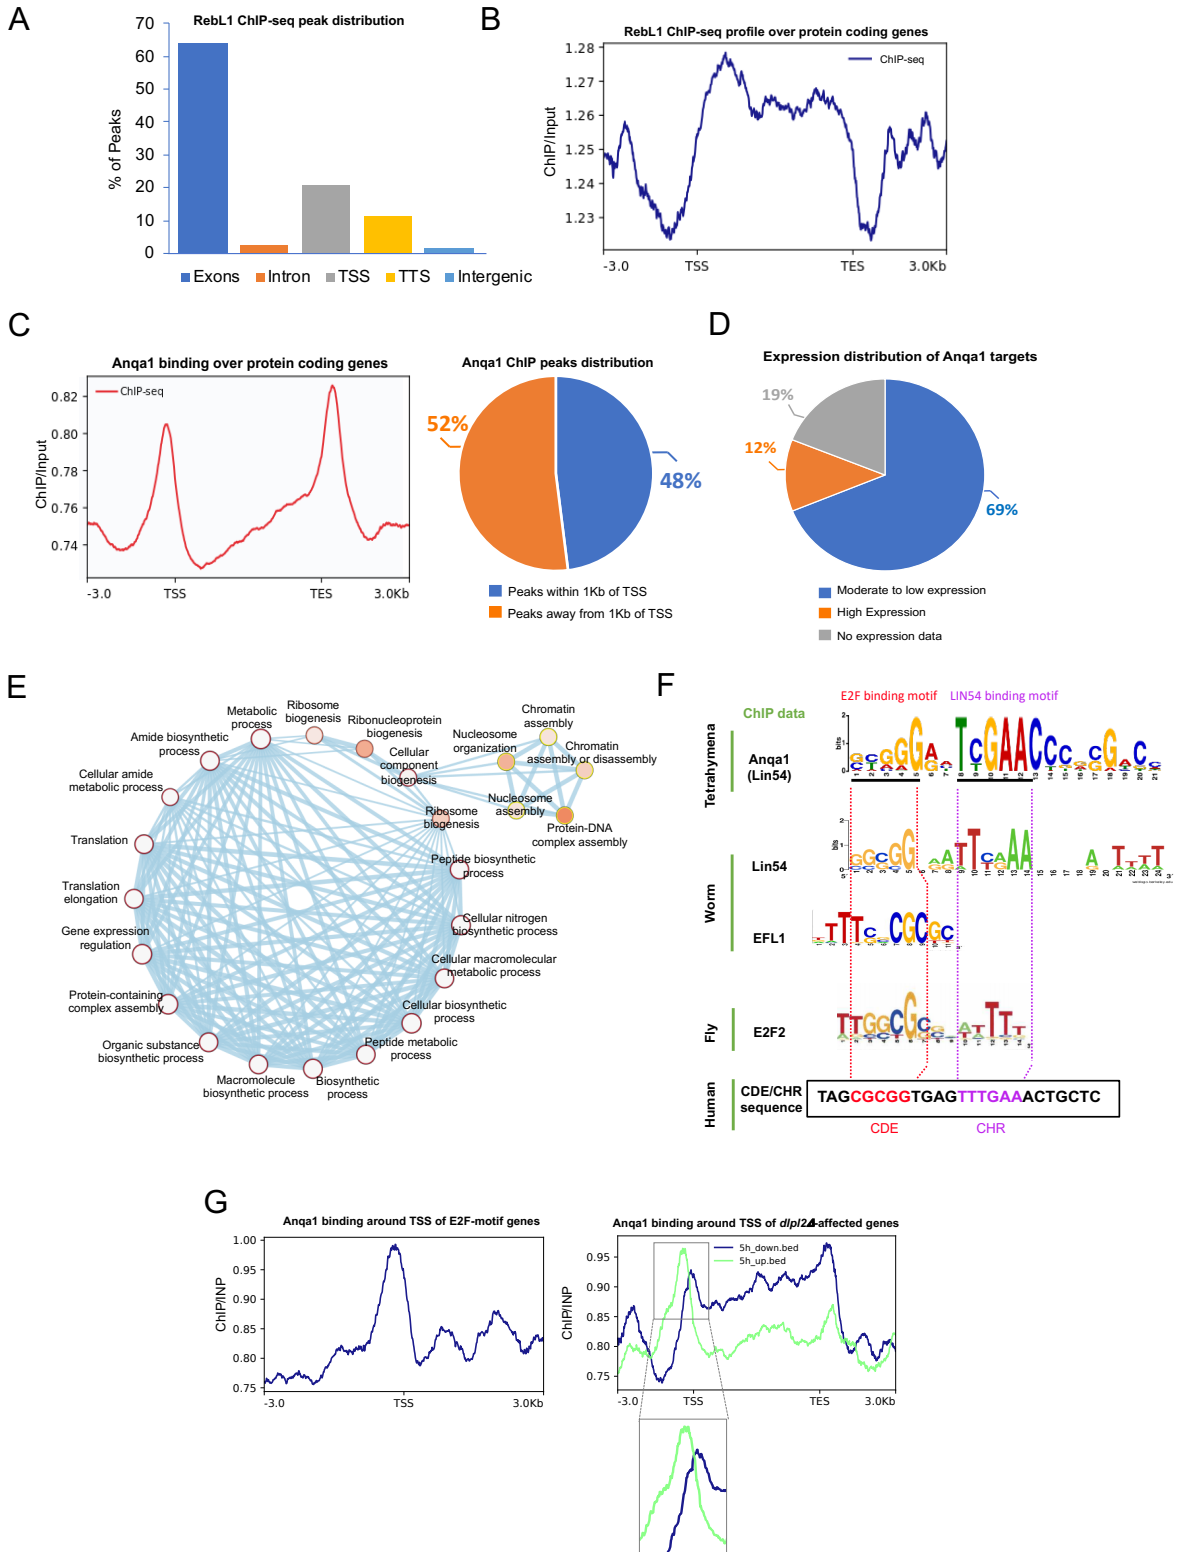 A
RebL1 ChIP-seq peak distribution
% of Peaks
70
60
50
40
30
20
10
0
Exons Intron TSS TTS Intergenic
B
RebL1 ChIP-seq profile over protein coding genes
ChIP-seq
ChIP/Input
1.28
1.27
1.26
1.25
1.24
1.23
-3.0 TSS TES 3.0Kb
C
Anqa1 binding over protein coding genes
ChIP-seq
ChIP/Input
0.82
0.80
0.78
0.76
0.74
-3.0 TSS TES 3.0Kb
Anqa1 ChIP peaks distribution
52%
48%
Peaks within 1Kb of TSS
Peaks away from 1Kb of TSS
D
Expression distribution of Anqa1 targets
19%
12%
69%
Moderate to low expression
High Expression
No expression data
E
Metabolic
process
Ribosome
biogenesis
Ribonucleoprotein
biogenesis
Cellular
component
biogenesis
Chromatin
assembly
Nucleosome
organization
Chromatin
assembly or disassembly
Nucleosome
assembly
Protein-DNA
complex assembly
Amide biosynthetic
process
Cellular amide
metabolic process
Ribosome
biogenesis
Translation
Peptide biosynthetic
process
Translation
elongation
Cellular nitrogen
biosynthetic process
Gene expression
regulation
Cellular macromolecular
metabolic process
Protein-containing
complex assembly
Cellular biosynthetic
process
Organic substance
biosynthetic process
Peptide metabolic
process
Macromolecule
biosynthetic process
Biosynthetic
process
F
E2F binding motif LIN54 binding motif
ChIP data
Tetrahymena
Anqa1
(Lin54)
bits
Worm
Lin54
bits
EFL1
Fly
E2F2
Human
CDE/CHR
sequence
TAGCGCGGTGAGTTTGAAACTGCTC
CDE CHR
G
Anqa1 binding around TSS of E2F-motif genes
ChIP/INP
1.00
0.95
0.90
0.85
0.80
0.75
-3.0 TSS 3.0Kb
Anqa1 binding around TSS of dlpl2Δ-affected genes
5h_down.bed
5h_up.bed
ChIP/INP
0.95
0.90
0.85
0.80
0.75
-3.0 TSS TES 3.0Kb